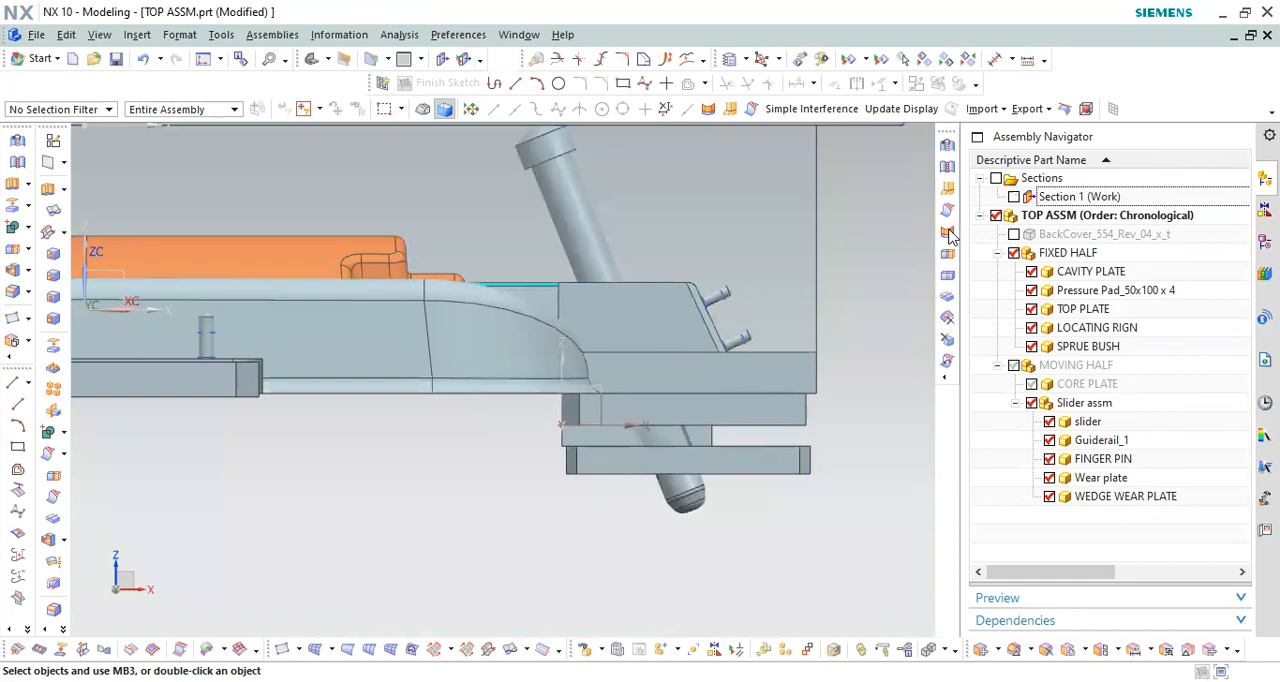 NX NX 10 - Modeling - [TOP ASSM.prt (Modified) ] SIEMENS
File Edit View Insert Format Tools Assemblies Information Analysis Preferences Window Help
Start Finish Sketch
No Selection Filter Entire Assembly Simple Interference Update Display Import Export
Assembly Navigator
Descriptive Part Name
Sections
Section 1 (Work)
TOP ASSM (Order: Chronological)
BackCover_554_Rev_04_x_t
FIXED HALF
CAVITY PLATE
Pressure Pad_50x100 x 4
TOP PLATE
LOCATING RIGN
SPRUE BUSH
MOVING HALF
CORE PLATE
Slider assm
slider
Guiderail_1
FINGER PIN
Wear plate
WEDGE WEAR PLATE
Preview
Dependencies
ZC
XC
YC
X
Z
X
Z
X
Select objects and use MB3, or double-click an object